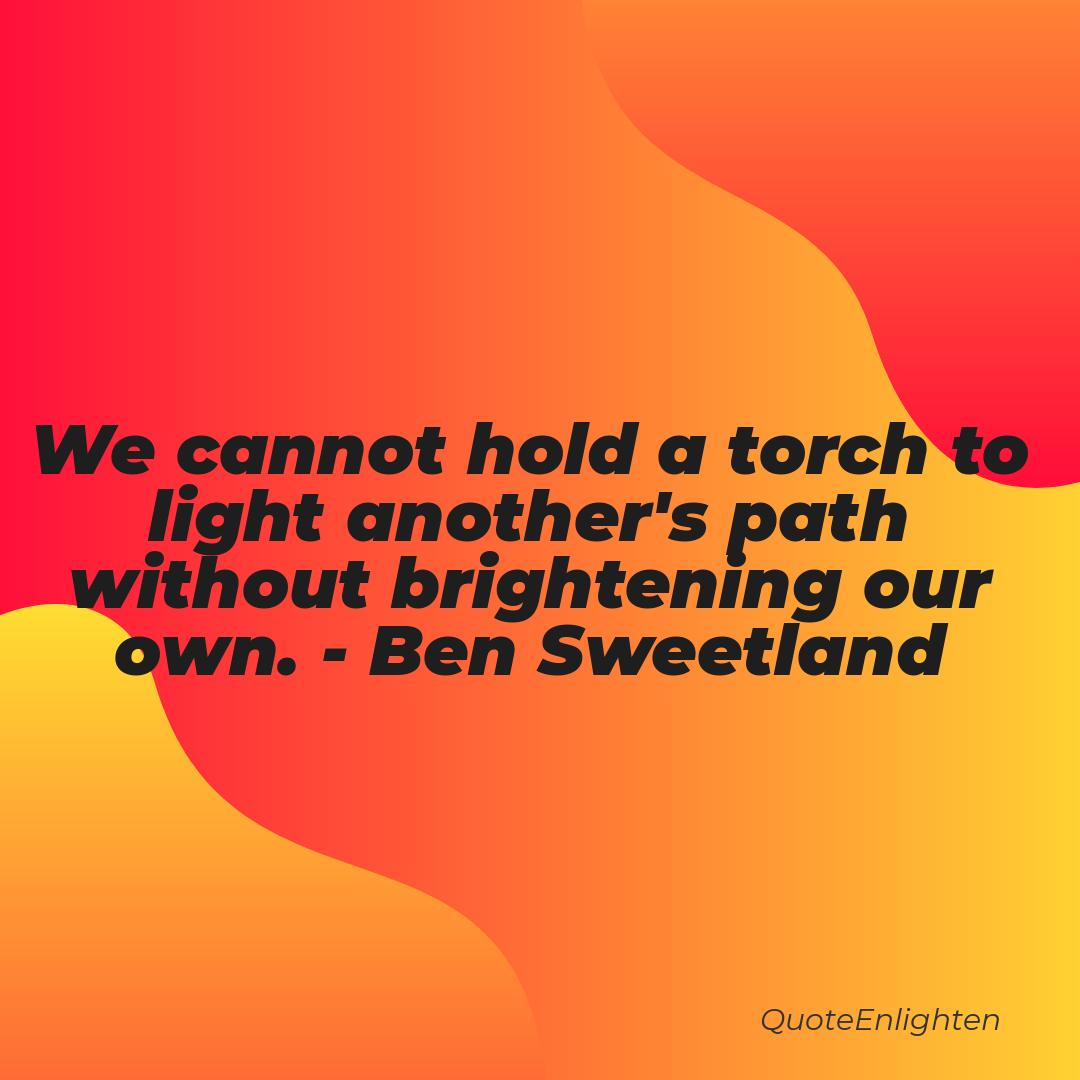 We cannot hold a torch to
light another's path
without brightening our
own. - Ben Sweetland
QuoteEnlighten